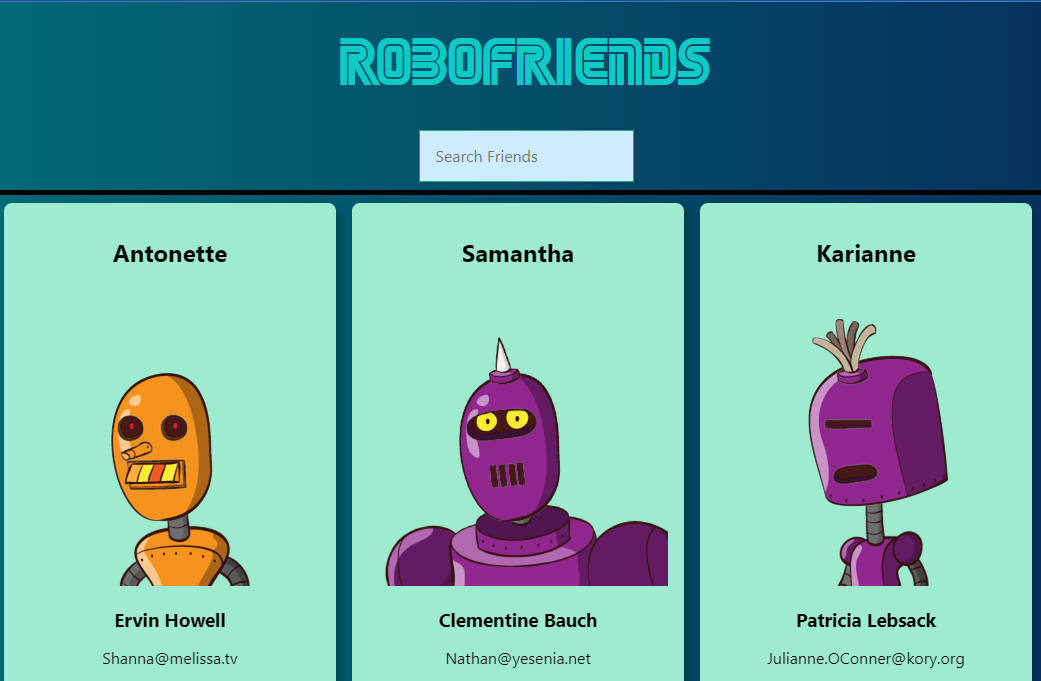 ROBOFRIENDS
Search Friends
Antonette
Samantha
Karianne
Ervin Howell
Clementine Bauch
Patricia Lebsack
Shanna@melissa.tv
Nathan@yesenia.net
Julianne.OConner@kory.org